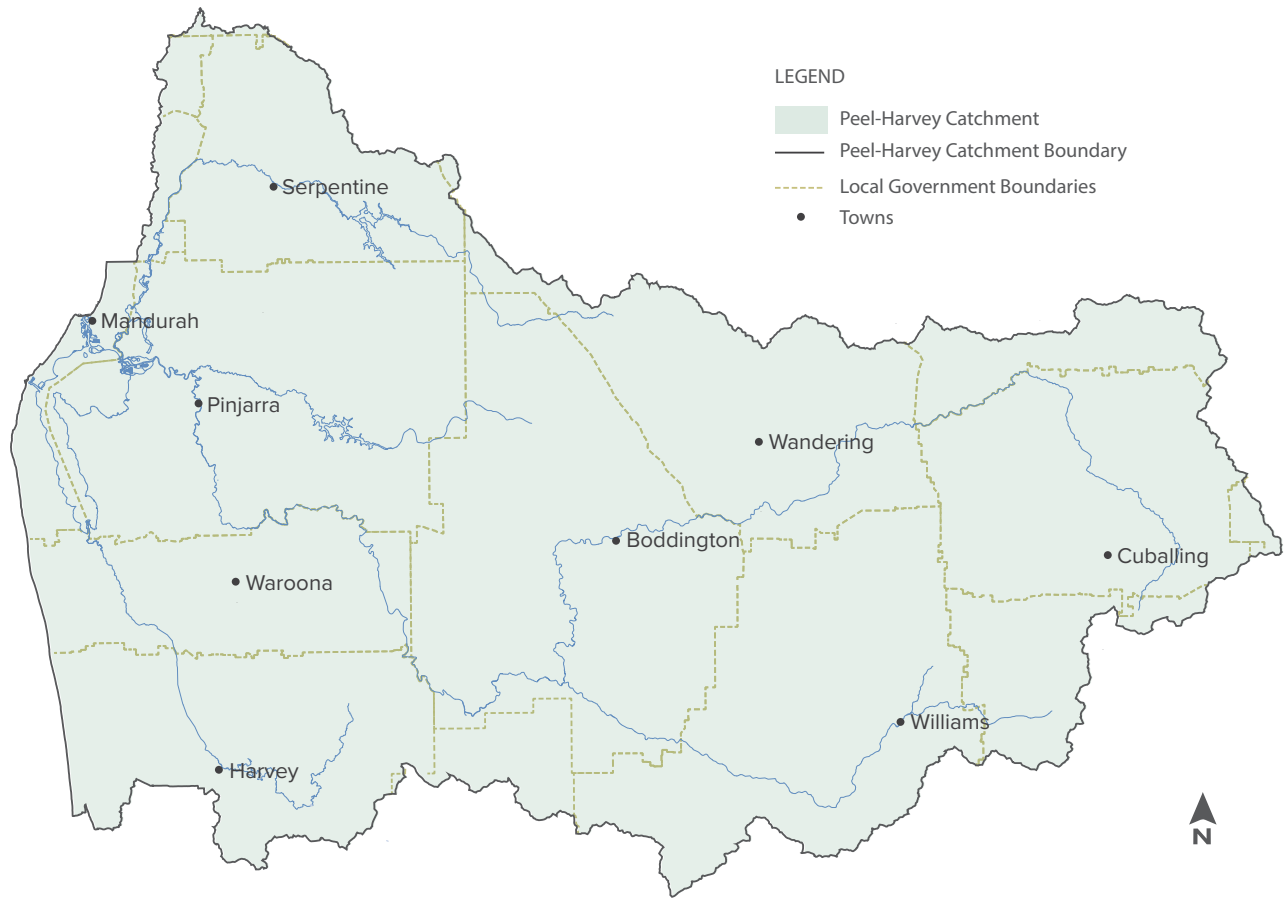 LEGEND
Peel-Harvey Catchment
Peel-Harvey Catchment Boundary
Local Government Boundaries
Towns
Serpentine
Mandurah
Pinjarra
Wandering
Boddington
Cuballing
Waroona
Williams
Harvey
N